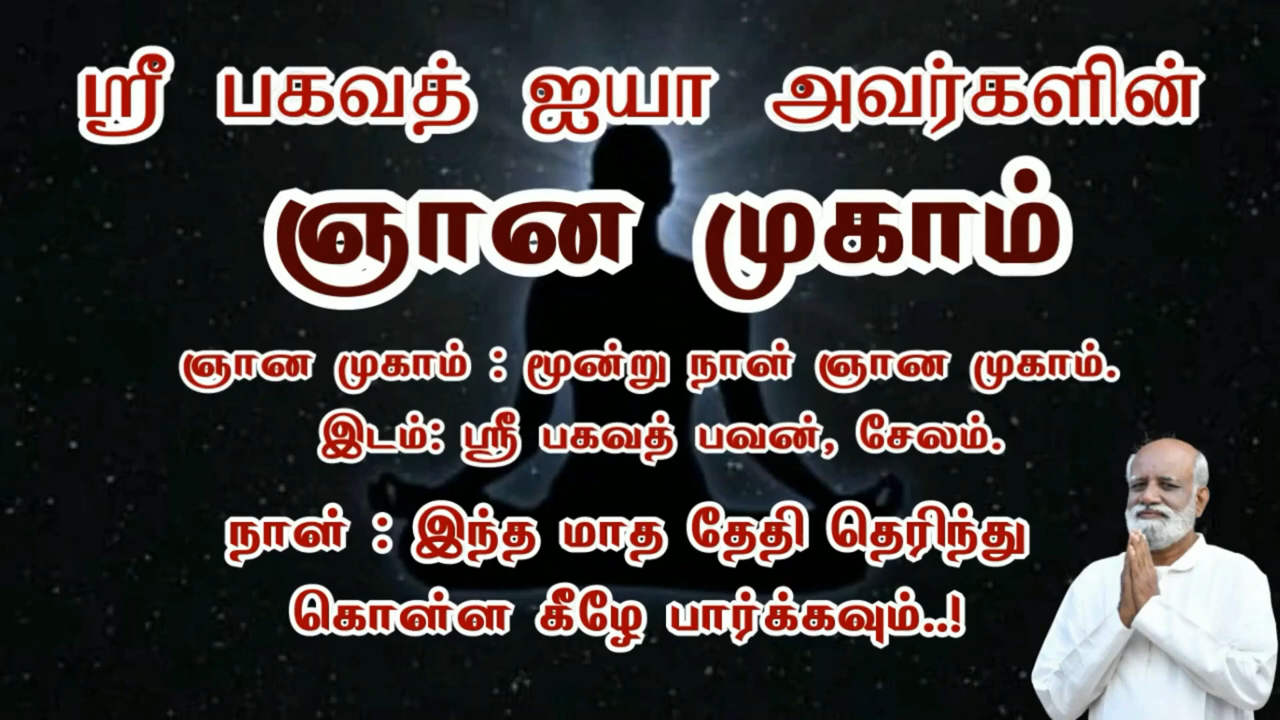 ஸ்ரீ பகவத் ஐயா அவர்களின்
ஞான முகாம்
ஞான முகாம் : மூன்று நாள் ஞான முகாம்.
இடம்: ஸ்ரீ பகவத் பவன், சேலம்.
நாள் : இந்த மாத தேதி தெரிந்து
கொள்ள கீழே பார்க்கவும்..!